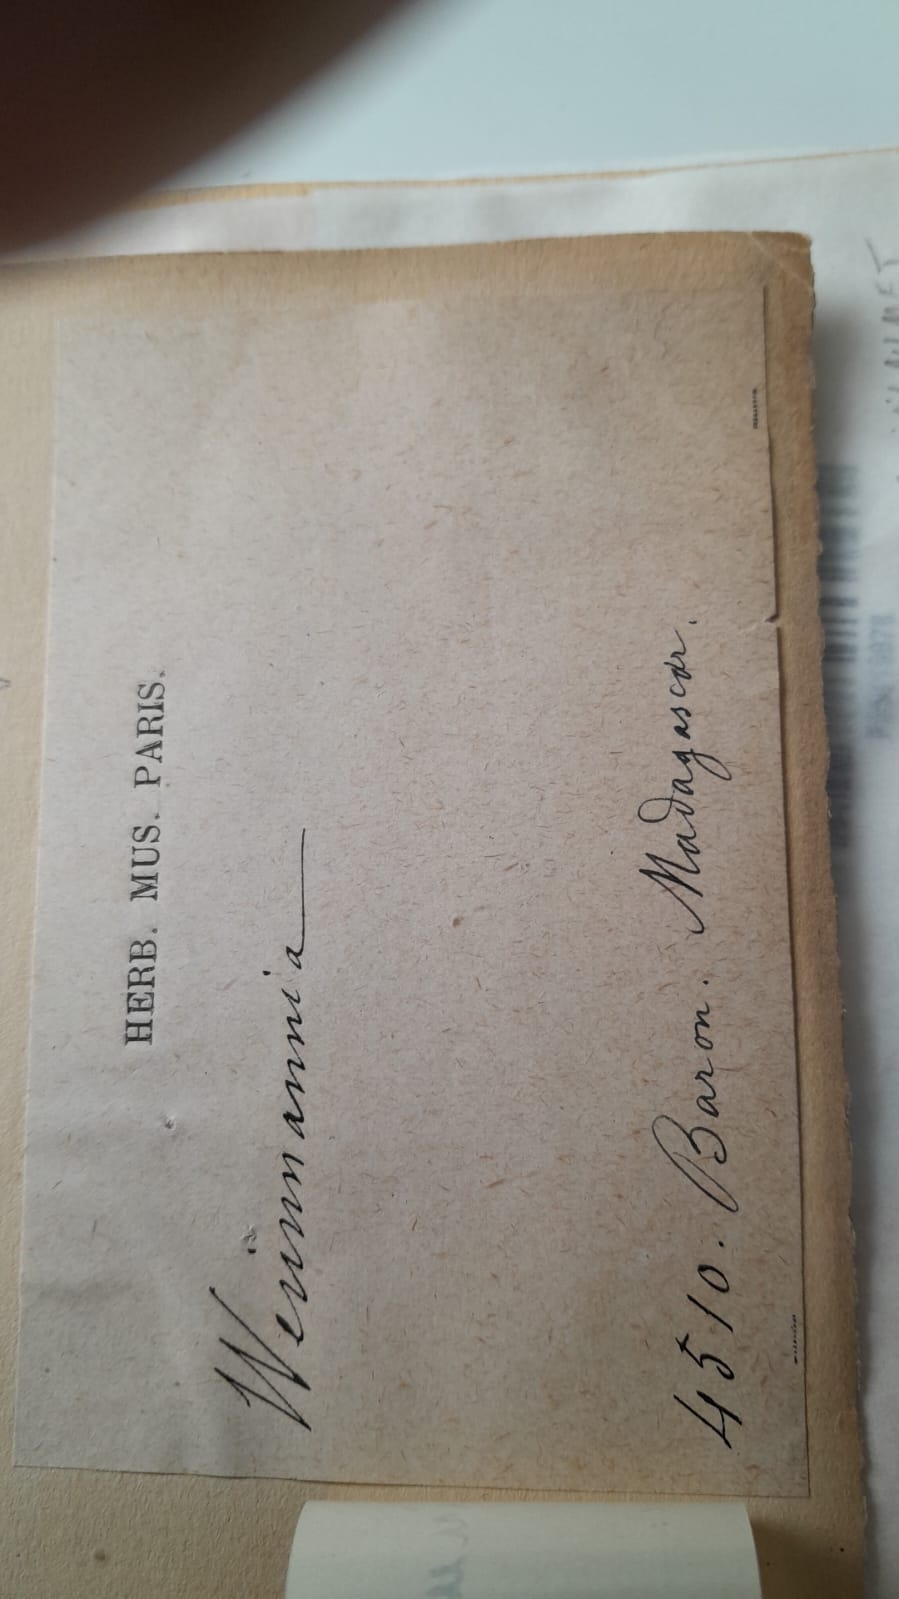 HERB. MUS. PARIS.
Weinmannia
4510. Baron. Madagascar.